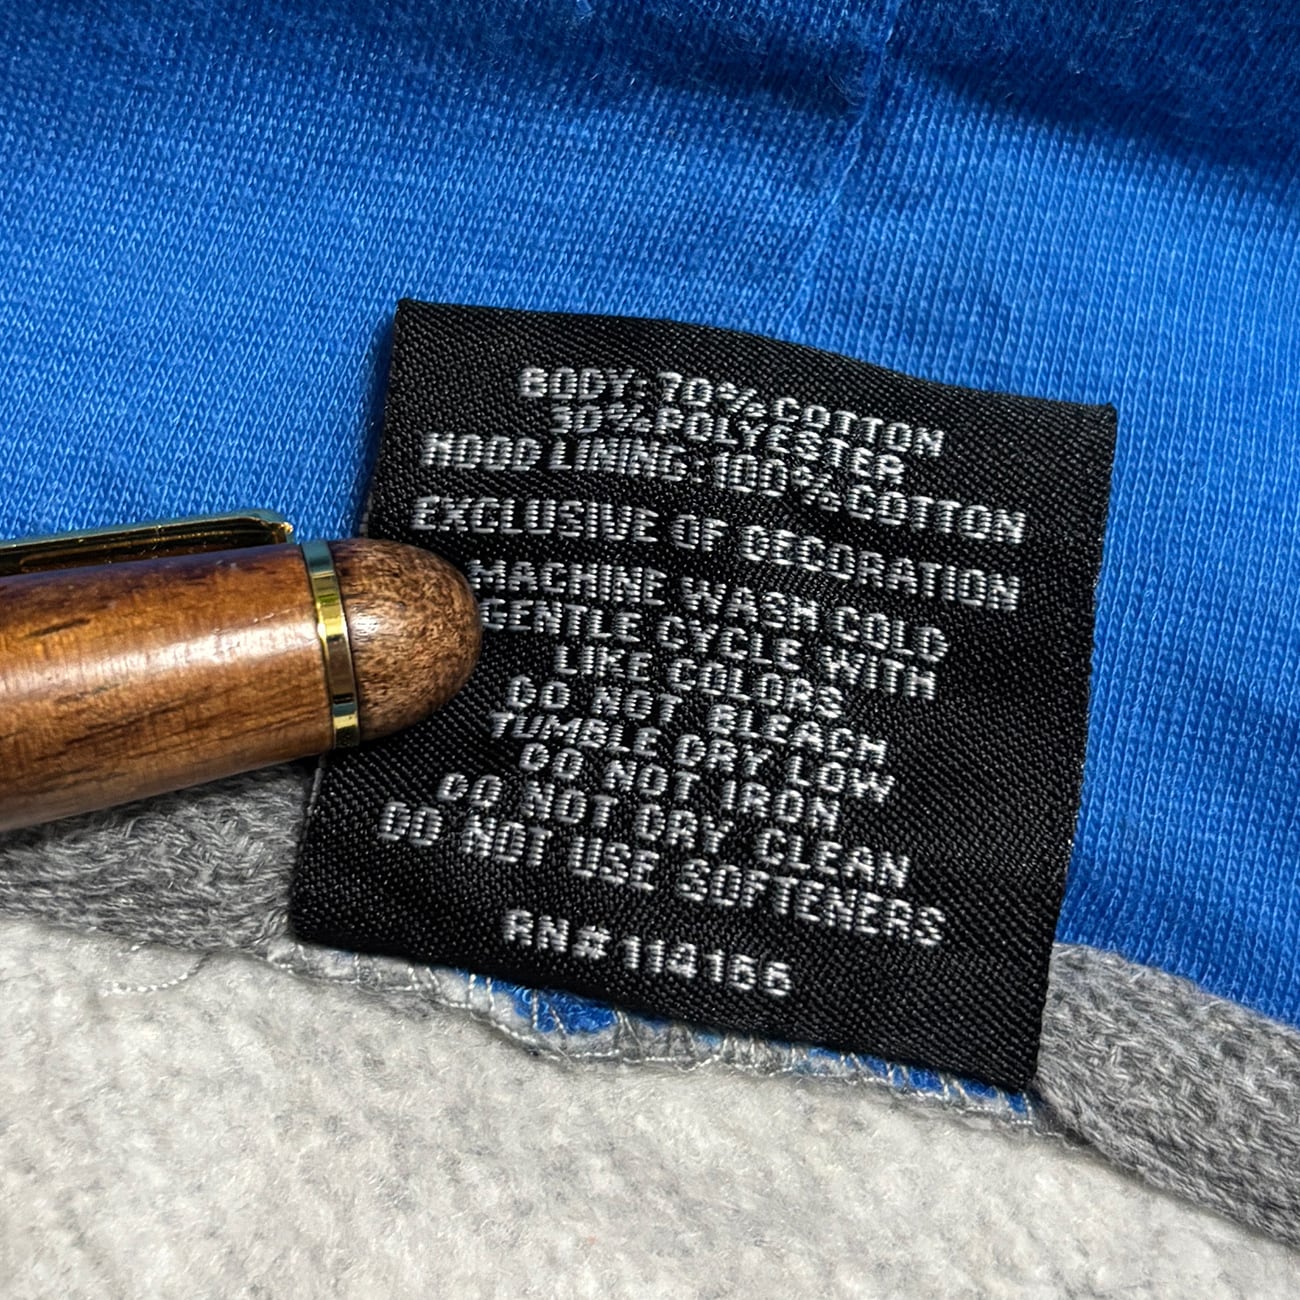 BODY: 70% COTTON
30% POLYESTER
HOOD LINING: 100% COTTON
EXCLUSIVE OF DECORATION
MACHINE WASH COLD
GENTLE CYCLE WITH
LIKE COLORS
DO NOT BLEACH
TUMBLE DRY LOW
DO NOT IRON
DO NOT DRY CLEAN
DO NOT USE SOFTENERS
RN# 114166